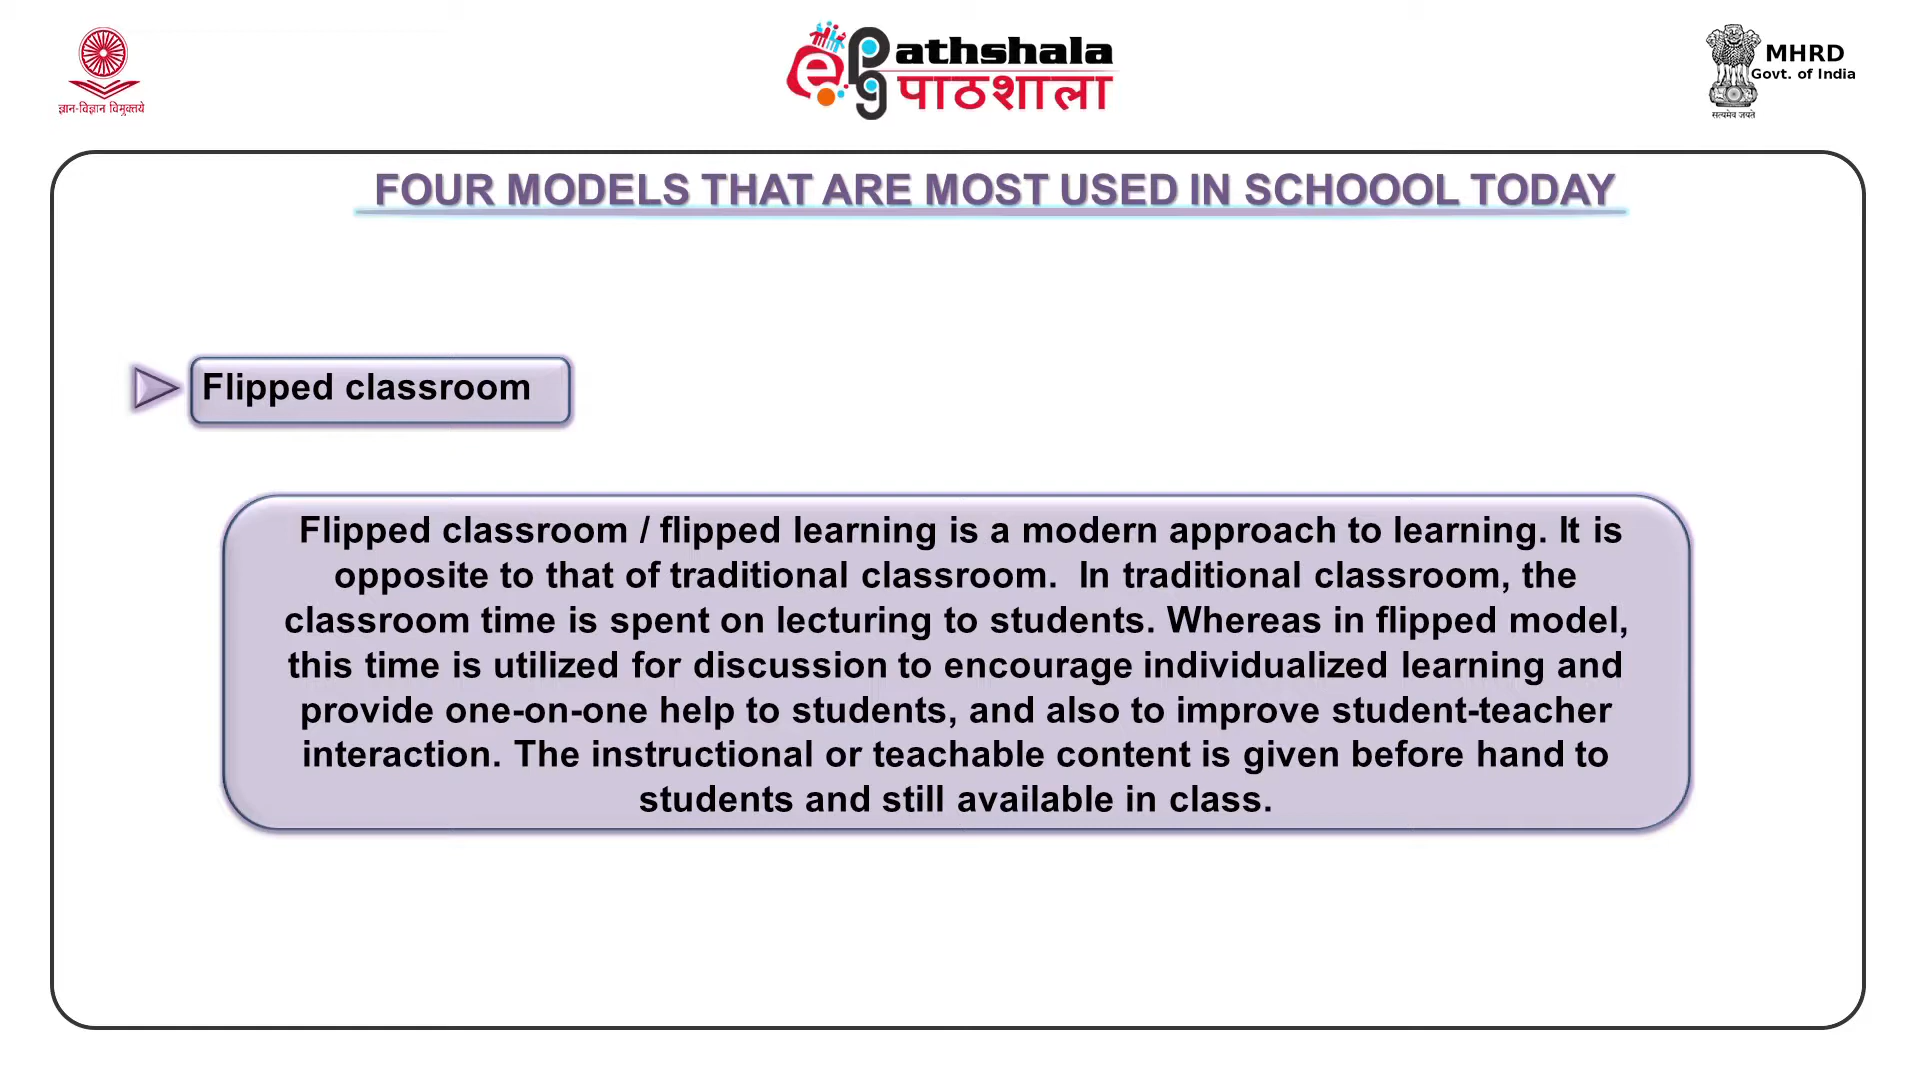 ज्ञान-विज्ञान विमुक्तये
epgathshala
पाठशाला
MHRD
Govt. of India
सत्यमेव जयते
FOUR MODELS THAT ARE MOST USED IN SCHOOOL TODAY
Flipped classroom
Flipped classroom / flipped learning is a modern approach to learning. It is
opposite to that of traditional classroom. In traditional classroom, the
classroom time is spent on lecturing to students. Whereas in flipped model,
this time is utilized for discussion to encourage individualized learning and
provide one-on-one help to students, and also to improve student-teacher
interaction. The instructional or teachable content is given before hand to
students and still available in class.